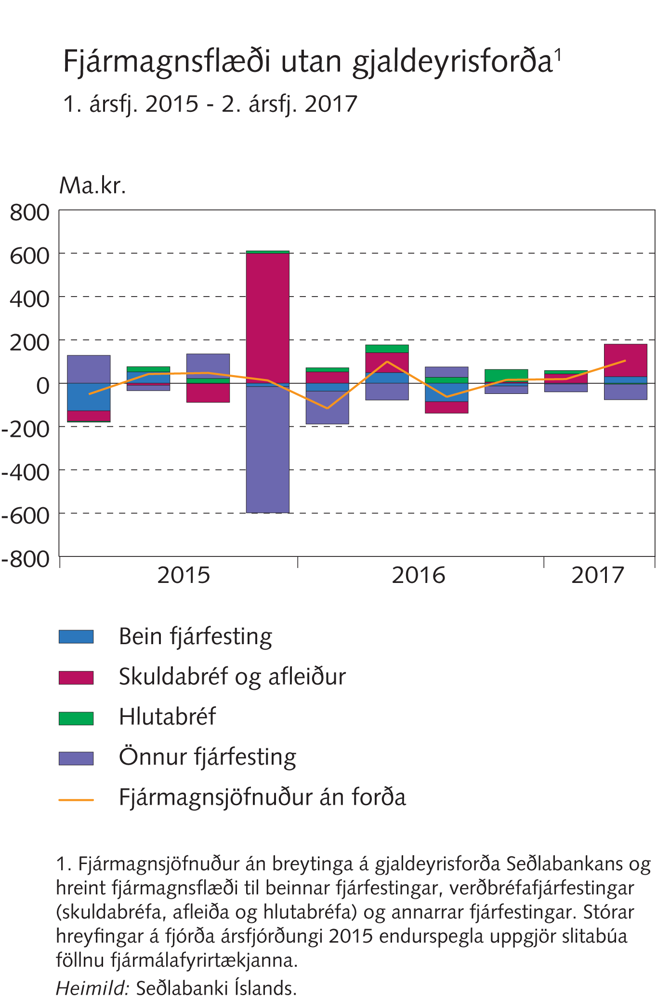 Fjármagnsflæði utan gjaldeyrisforða¹
1. ársfj. 2015 - 2. ársfj. 2017
Ma.kr.
800
600
400
200
0
-200
-400
-600
-800
2015 2016 2017
Bein fjárfesting
Skuldabréf og afleiður
Hlutabréf
Önnur fjárfesting
Fjármagnsjöfnuður án forða
1. Fjármagnsjöfnuður án breytinga á gjaldeyrisforða Seðlabankans og
hreint fjármagnsflæði til beinnar fjárfestingar, verðbréfafjárfestingar
(skuldabréfa, afleiða og hlutabréfa) og annarrar fjárfestingar. Stórar
hreyfingar á fjórða ársfjórðungi 2015 endurspegla uppgjör slitabúa
föllnu fjármálafyrirtækjanna.
Heimild: Seðlabanki Íslands.